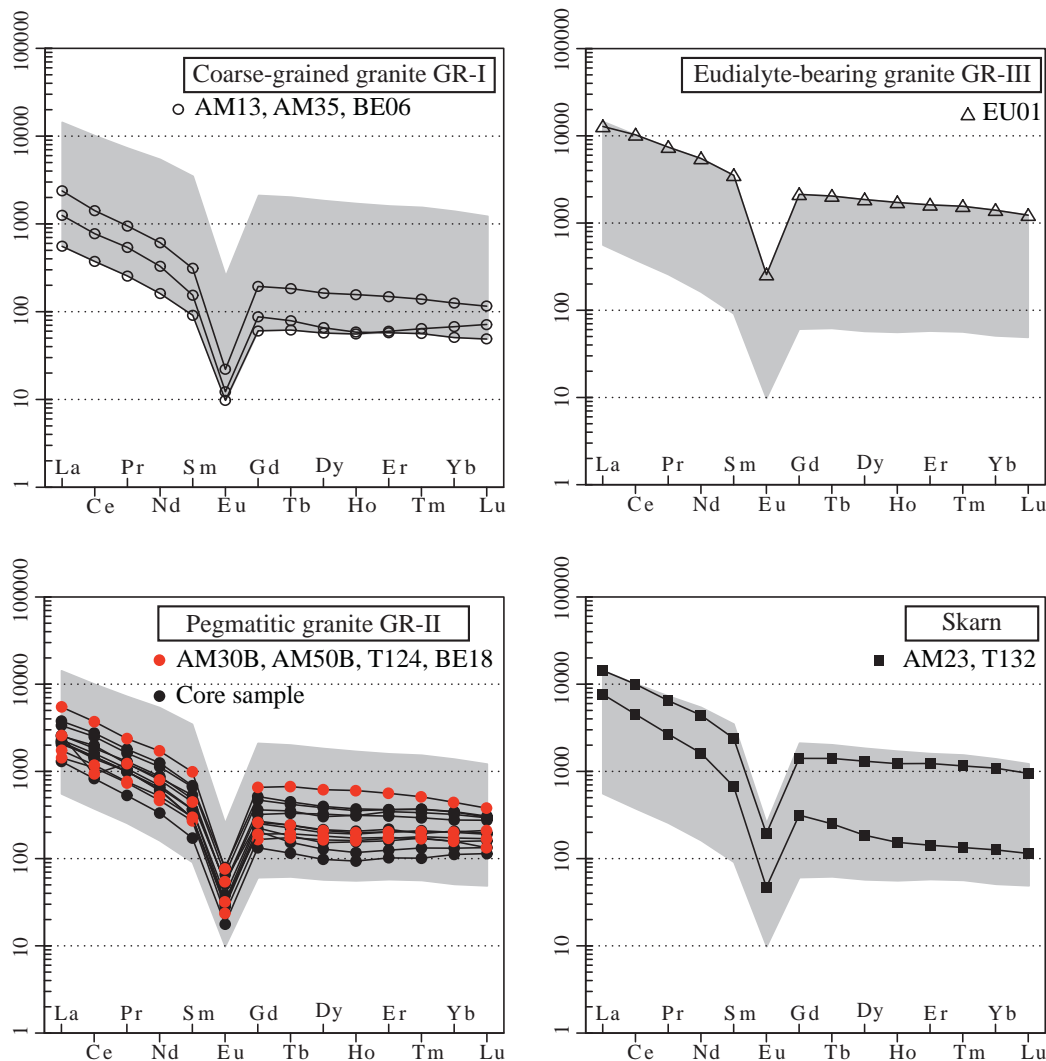 100000
10000
1000
100
10
1
Coarse-grained granite GR-I
AM13, AM35, BE06
La Pr Sm Gd Dy Er Yb
Ce Nd Eu Tb Ho Tm Lu
100000
10000
1000
100
10
1
Eudialyte-bearing granite GR-III
EU01
La Pr Sm Gd Dy Er Yb
Ce Nd Eu Tb Ho Tm Lu
100000
10000
1000
100
10
1
Pegmatitic granite GR-II
AM30B, AM50B, T124, BE18
Core sample
La Pr Sm Gd Dy Er Yb
Ce Nd Eu Tb Ho Tm Lu
100000
10000
1000
100
10
1
Skarn
AM23, T132
La Pr Sm Gd Dy Er Yb
Ce Nd Eu Tb Ho Tm Lu